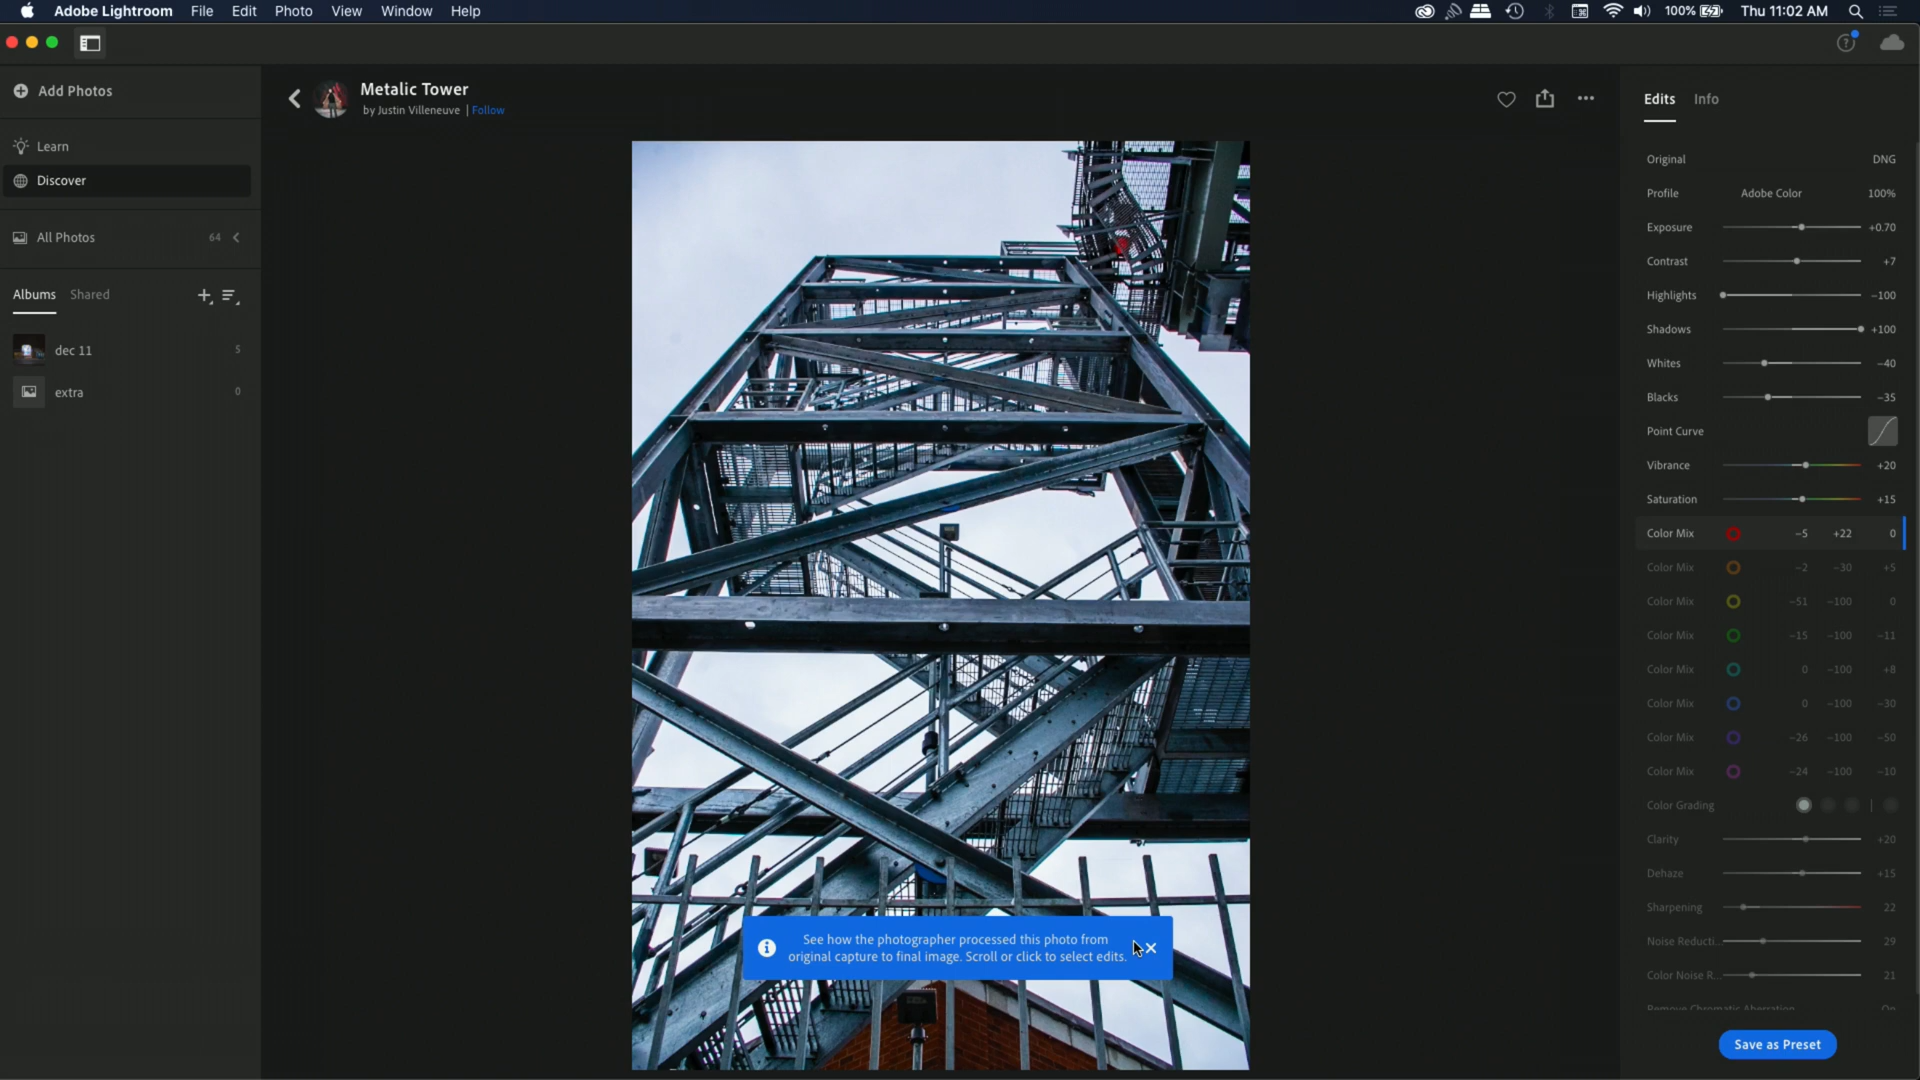 Adobe Lightroom File Edit Photo View Window Help 100% Thu 11:02 AM
Add Photos
Learn
Discover
All Photos 64
Albums Shared
dec 11 5
extra 0
Metalic Tower
by Justin Villeneuve | Follow
See how the photographer processed this photo from
original capture to final image. Scroll or click to select edits.
Edits Info
Original DNG
Profile Adobe Color 100%
Exposure +0.70
Contrast +7
Highlights −100
Shadows +100
Whites −40
Blacks −35
Point Curve
Vibrance +20
Saturation +15
Color Mix −5 +22 0
Color Mix −2 −30 +5
Color Mix −51 −100 0
Color Mix −15 −100 −11
Color Mix 0 −100 +8
Color Mix 0 −100 −30
Color Mix −26 −100 −50
Color Mix −24 −100 −10
Color Grading
Clarity +20
Dehaze +15
Sharpening 22
Noise Reducti... 29
Color Noise R... 21
Remove Chromatic Aberration On
Save as Preset